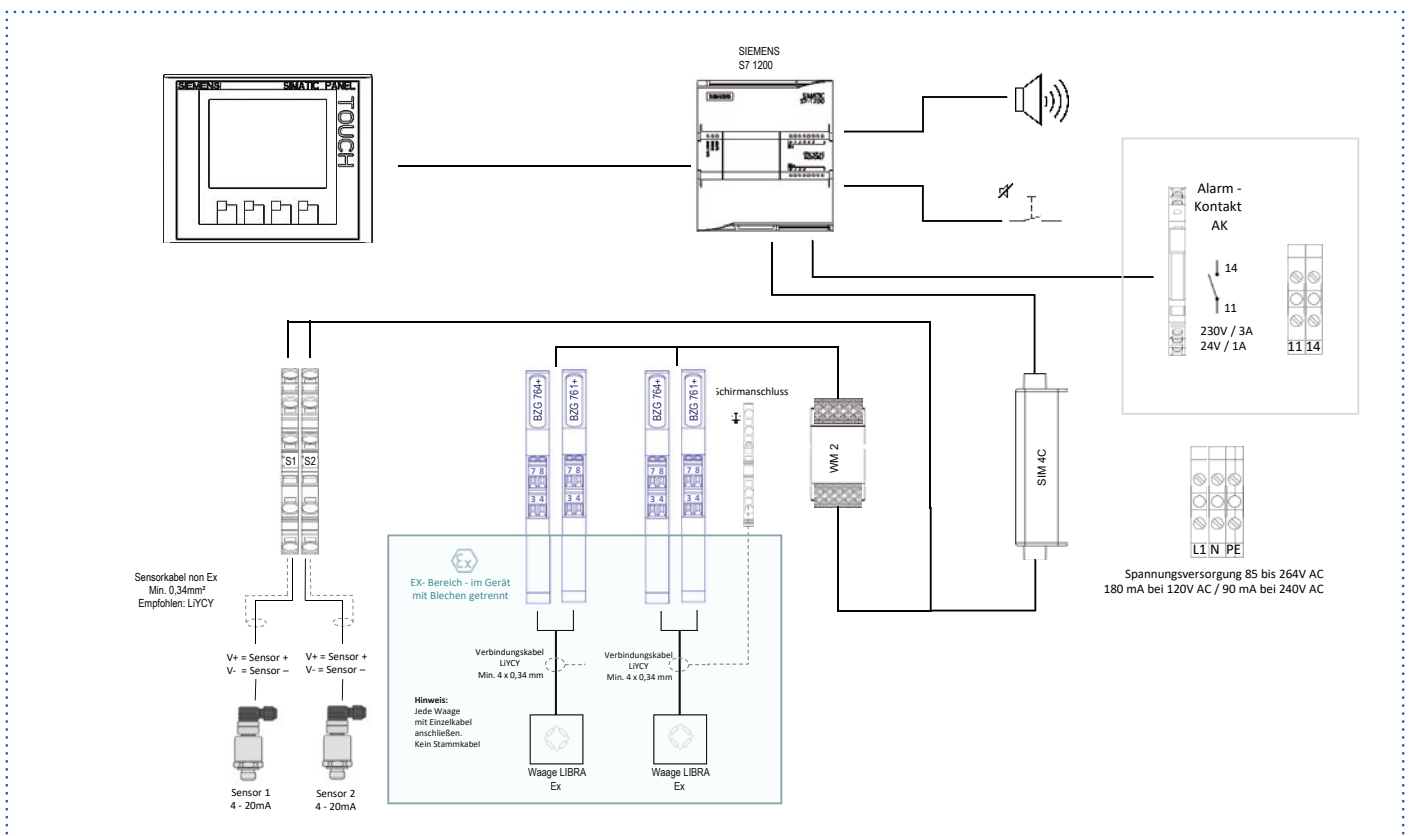 SIEMENS
S7 1200
SIEMENS
SIMATIC PANEL
TOUCH
SIEMENS
SIMATIC
S7-1200
Alarm -
Kontakt
AK
14
11
230V / 3A
24V / 1A
11 14
BZG 764+
BZG 761+
BZG 764+
BZG 761+
Schirmanschluss
WM 2
SIM 4C
S1
S2
7 8
3 4
7 8
3 4
7 8
3 4
7 8
3 4
L1 N PE
Spannungsversorgung 85 bis 264V AC
180 mA bei 120V AC / 90 mA bei 240V AC
Ex
EX- Bereich - im Gerät
mit Blechen getrennt
Sensorkabel non Ex
Min. 0,34mm²
Empfohlen: LiYCY
V+ = Sensor +
V- = Sensor –
V+ = Sensor +
V- = Sensor –
Verbindungskabel
LiYCY
Min. 4 x 0,34 mm
Verbindungskabel
LiYCY
Min. 4 x 0,34 mm
Hinweis:
Jede Waage
mit Einzelkabel
anschließen.
Kein Stammkabel
Waage LIBRA
Ex
Waage LIBRA
Ex
Sensor 1
4 - 20mA
Sensor 2
4 - 20mA